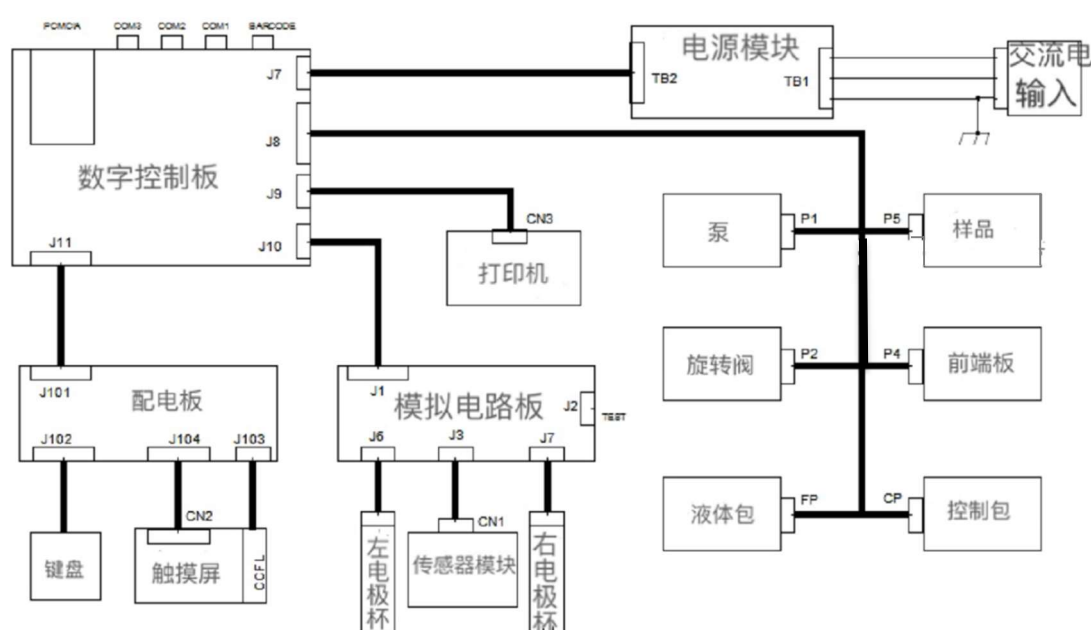 PCMCIA COM3 COM2 COM1 BARCODE
J7
J8
J9
J10
J11
数字控制板
电源模块
TB2
TB1
交流电
输入
CN3
打印机
泵
P1
P5
样品
旋转阀
P2
P4
前端板
液体包
FP
CP
控制包
J101
配电板
J102
J104
J103
CN2
键盘
触摸屏
CCFL
J1
模拟电路板
J2
TEST
J6
J3
J7
CN1
左电极杯
传感器模块
右电极杯